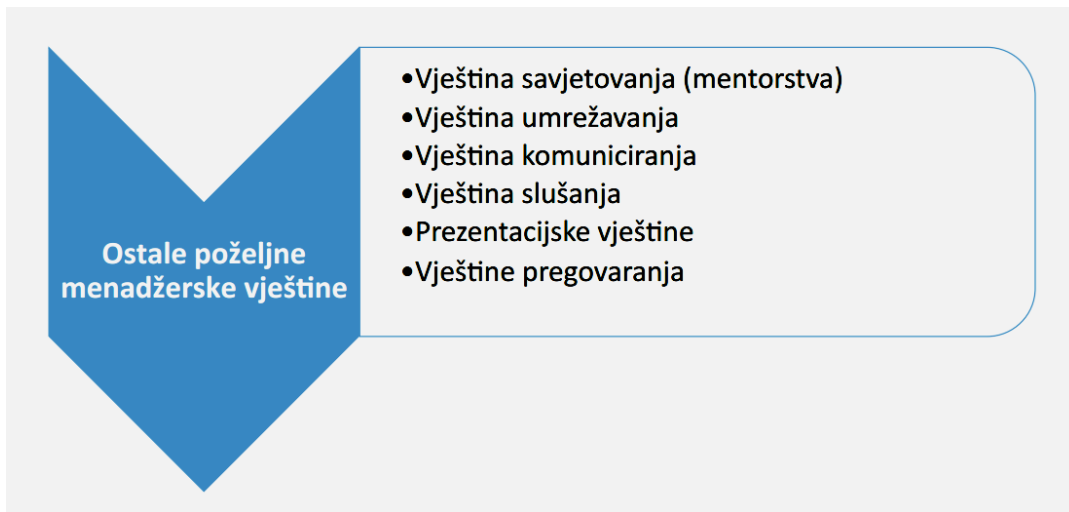 Ostale poželjne
menadžerske vještine
•Vještina savjetovanja (mentorstva)
•Vještina umrežavanja
•Vještina komuniciranja
•Vještina slušanja
•Prezentacijske vještine
•Vještine pregovaranja